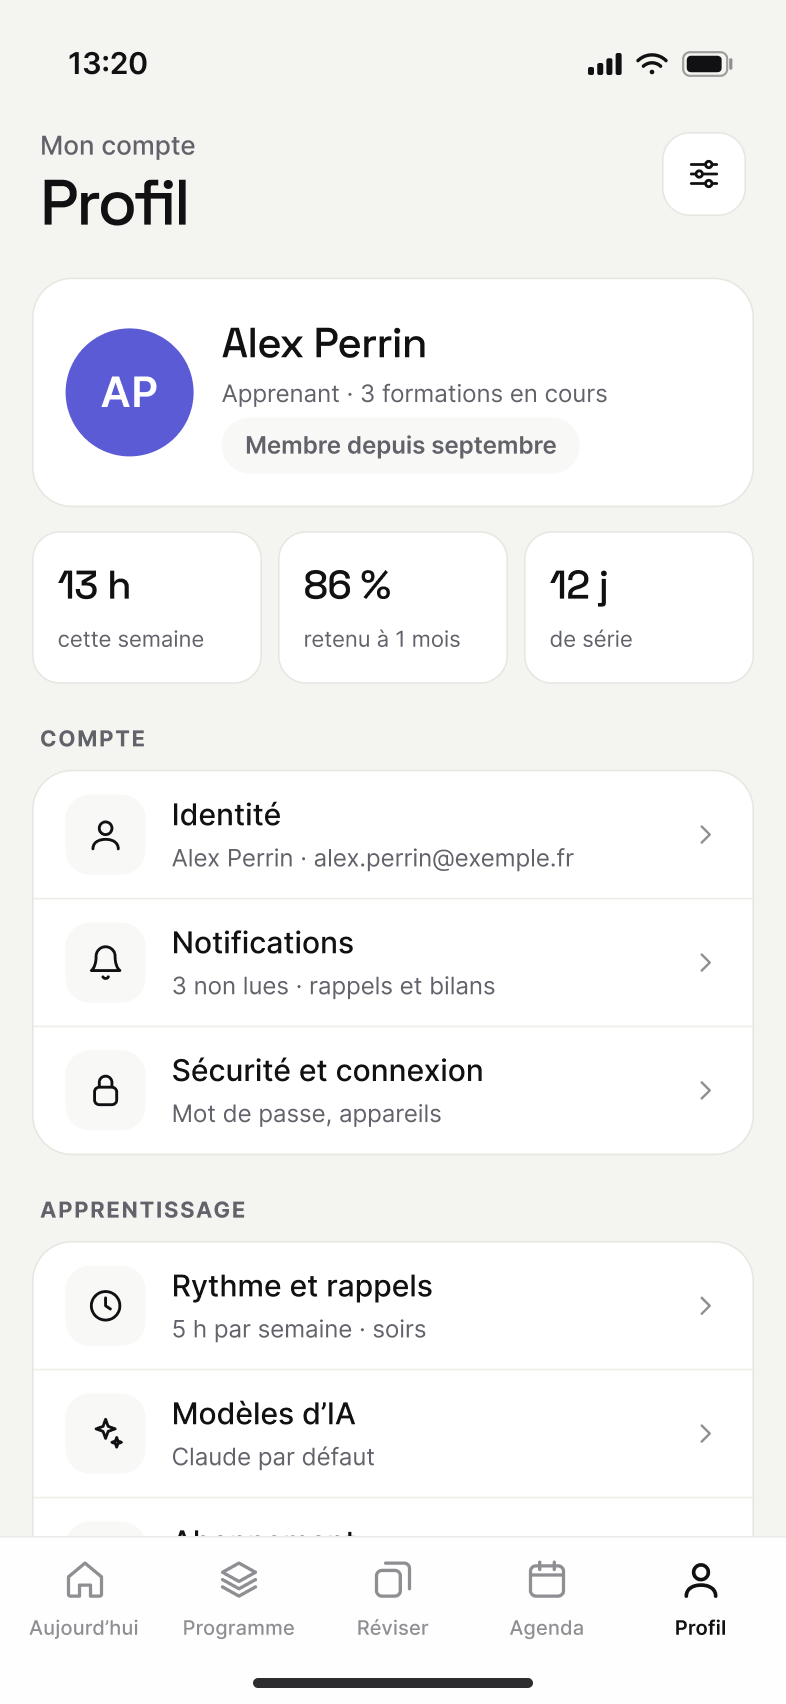 13:20
Mon compte
Profil
AP
Alex Perrin
Apprenant · 3 formations en cours
Membre depuis septembre
13 h
cette semaine
86 %
retenu à 1 mois
12 j
de série
COMPTE
Identité
Alex Perrin · alex.perrin@exemple.fr
Notifications
3 non lues · rappels et bilans
Sécurité et connexion
Mot de passe, appareils
APPRENTISSAGE
Rythme et rappels
5 h par semaine · soirs
Modèles d’IA
Claude par défaut
Aujourd’hui
Programme
Réviser
Agenda
Profil